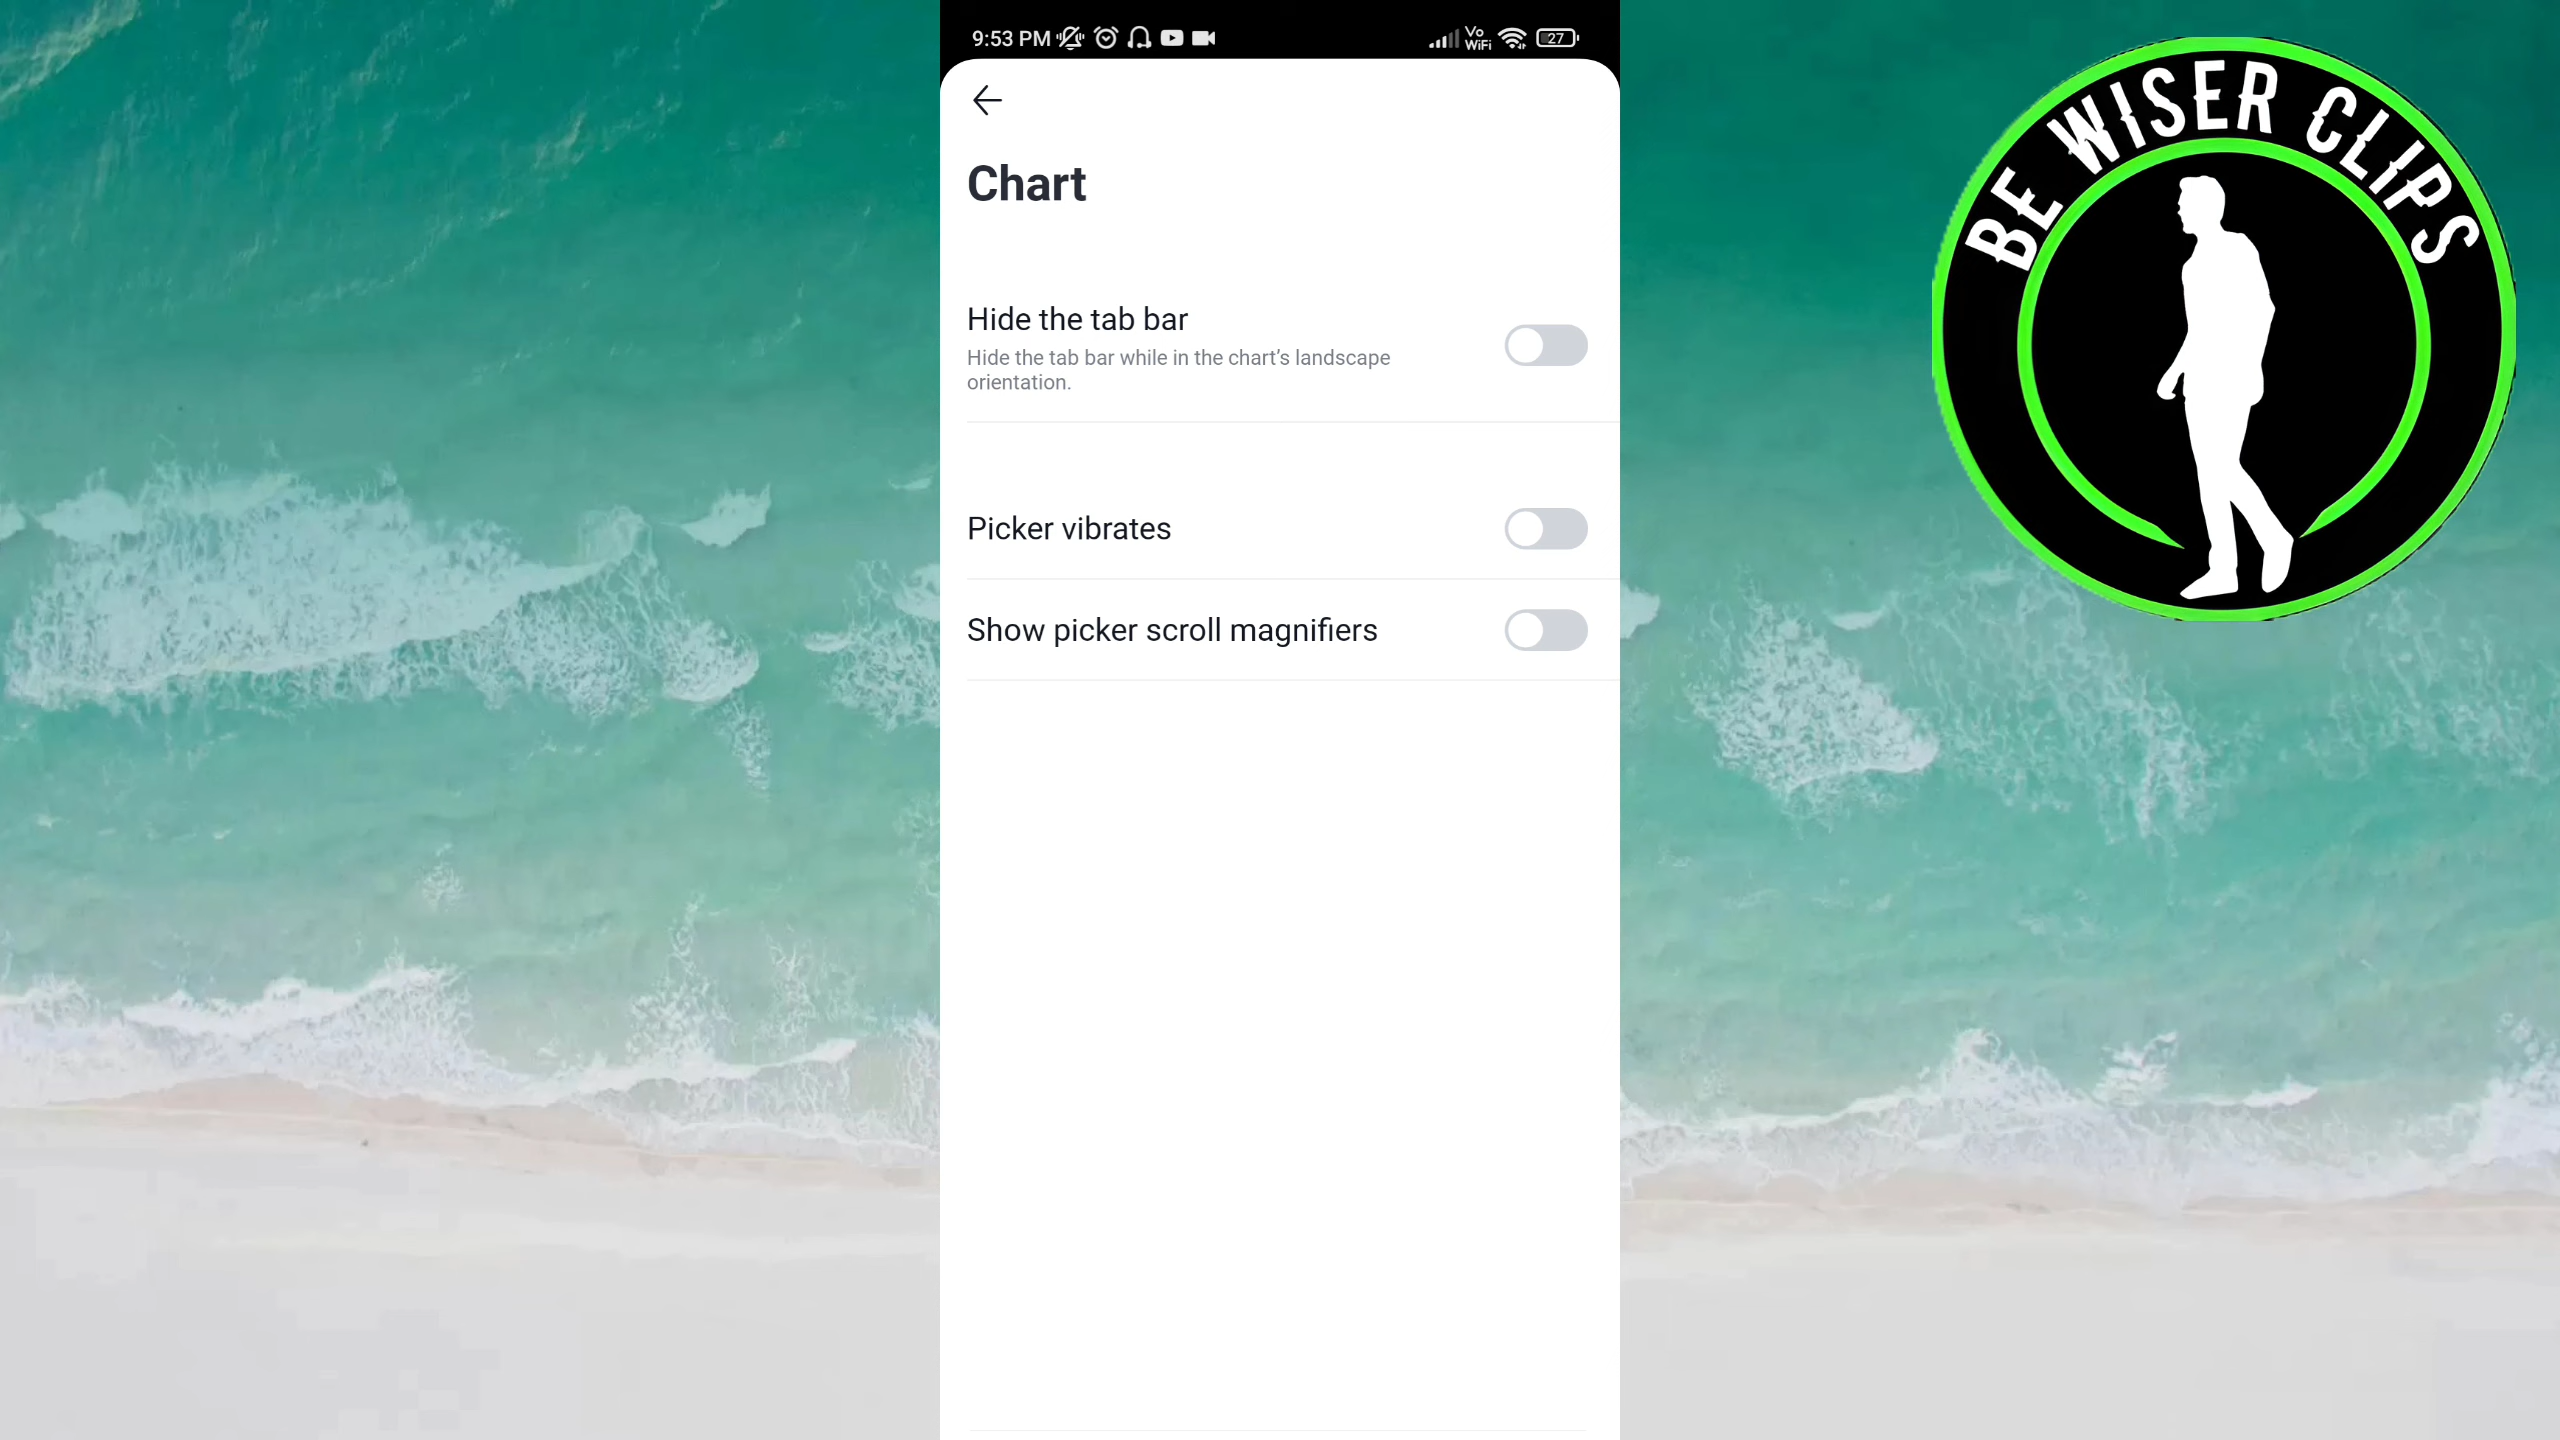 9:53 PM
Vo
WiFi
27
Chart
Hide the tab bar
Hide the tab bar while in the chart’s landscape
orientation.
Picker vibrates
Show picker scroll magnifiers
BE WISER CLIPS